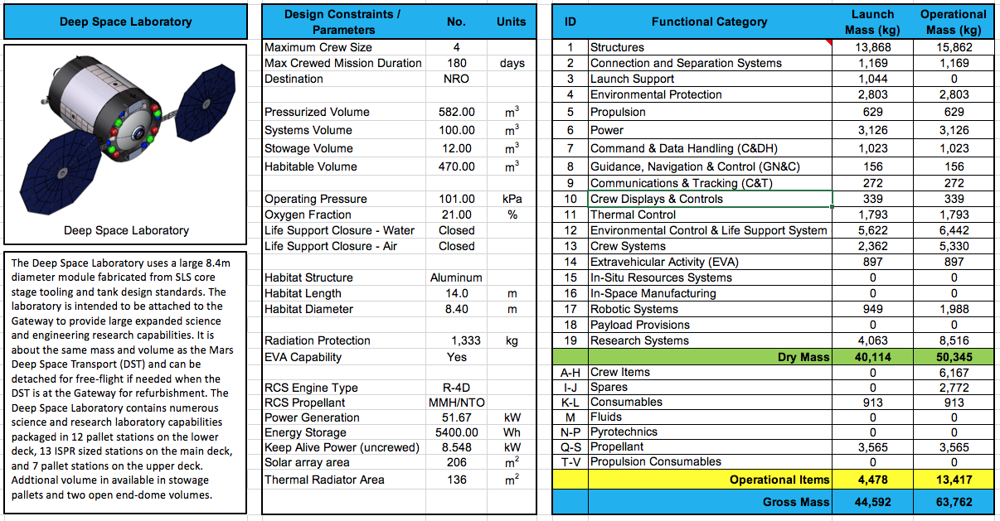 Deep Space Laboratory
Deep Space Laboratory
The Deep Space Laboratory uses a large 8.4m
diameter module fabricated from SLS core
stage tooling and tank design standards. The
laboratory is intended to be attached to the
Gateway to provide large expanded science
and engineering research capabilities. It is
about the same mass and volume as the Mars
Deep Space Transport (DST) and can be
detached for free-flight if needed when the
DST is at the Gateway for refurbishment. The
Deep Space Laboratory contains numerous
science and research laboratory capabilities
packaged in 12 pallet stations on the lower
deck, 13 ISPR sized stations on the main deck,
and 7 pallet stations on the upper deck.
Addtional volume in available in stowage
pallets and two open end-dome volumes.
Design Constraints /
Parameters No. Units
Maximum Crew Size 4
Max Crewed Mission Duration 180 days
Destination NRO
Pressurized Volume 582.00 m³
Systems Volume 100.00 m³
Stowage Volume 12.00 m³
Habitable Volume 470.00 m³
Operating Pressure 101.00 kPa
Oxygen Fraction 21.00 %
Life Support Closure - Water Closed
Life Support Closure - Air Closed
Habitat Structure Aluminum
Habitat Length 14.0 m
Habitat Diameter 8.40 m
Radiation Protection 1,333 kg
EVA Capability Yes
RCS Engine Type R-4D
RCS Propellant MMH/NTO
Power Generation 51.67 kW
Energy Storage 5400.00 Wh
Keep Alive Power (uncrewed) 8.548 kW
Solar array area 206 m²
Thermal Radiator Area 136 m²
ID Functional Category Launch Mass (kg) Operational Mass (kg)
1 Structures 13,868 15,862
2 Connection and Separation Systems 1,169 1,169
3 Launch Support 1,044 0
4 Environmental Protection 2,803 2,803
5 Propulsion 629 629
6 Power 3,126 3,126
7 Command & Data Handling (C&DH) 1,023 1,023
8 Guidance, Navigation & Control (GN&C) 156 156
9 Communications & Tracking (C&T) 272 272
10 Crew Displays & Controls 339 339
11 Thermal Control 1,793 1,793
12 Environmental Control & Life Support System 5,622 6,442
13 Crew Systems 2,362 5,330
14 Extravehicular Activity (EVA) 897 897
15 In-Situ Resources Systems 0 0
16 In-Space Manufacturing 0 0
17 Robotic Systems 949 1,988
18 Payload Provisions 0 0
19 Research Systems 4,063 8,516
Dry Mass 40,114 50,345
A-H Crew Items 0 6,167
I-J Spares 0 2,772
K-L Consumables 913 913
M Fluids 0 0
N-P Pyrotechnics 0 0
Q-S Propellant 3,565 3,565
T-V Propulsion Consumables 0 0
Operational Items 4,478 13,417
Gross Mass 44,592 63,762